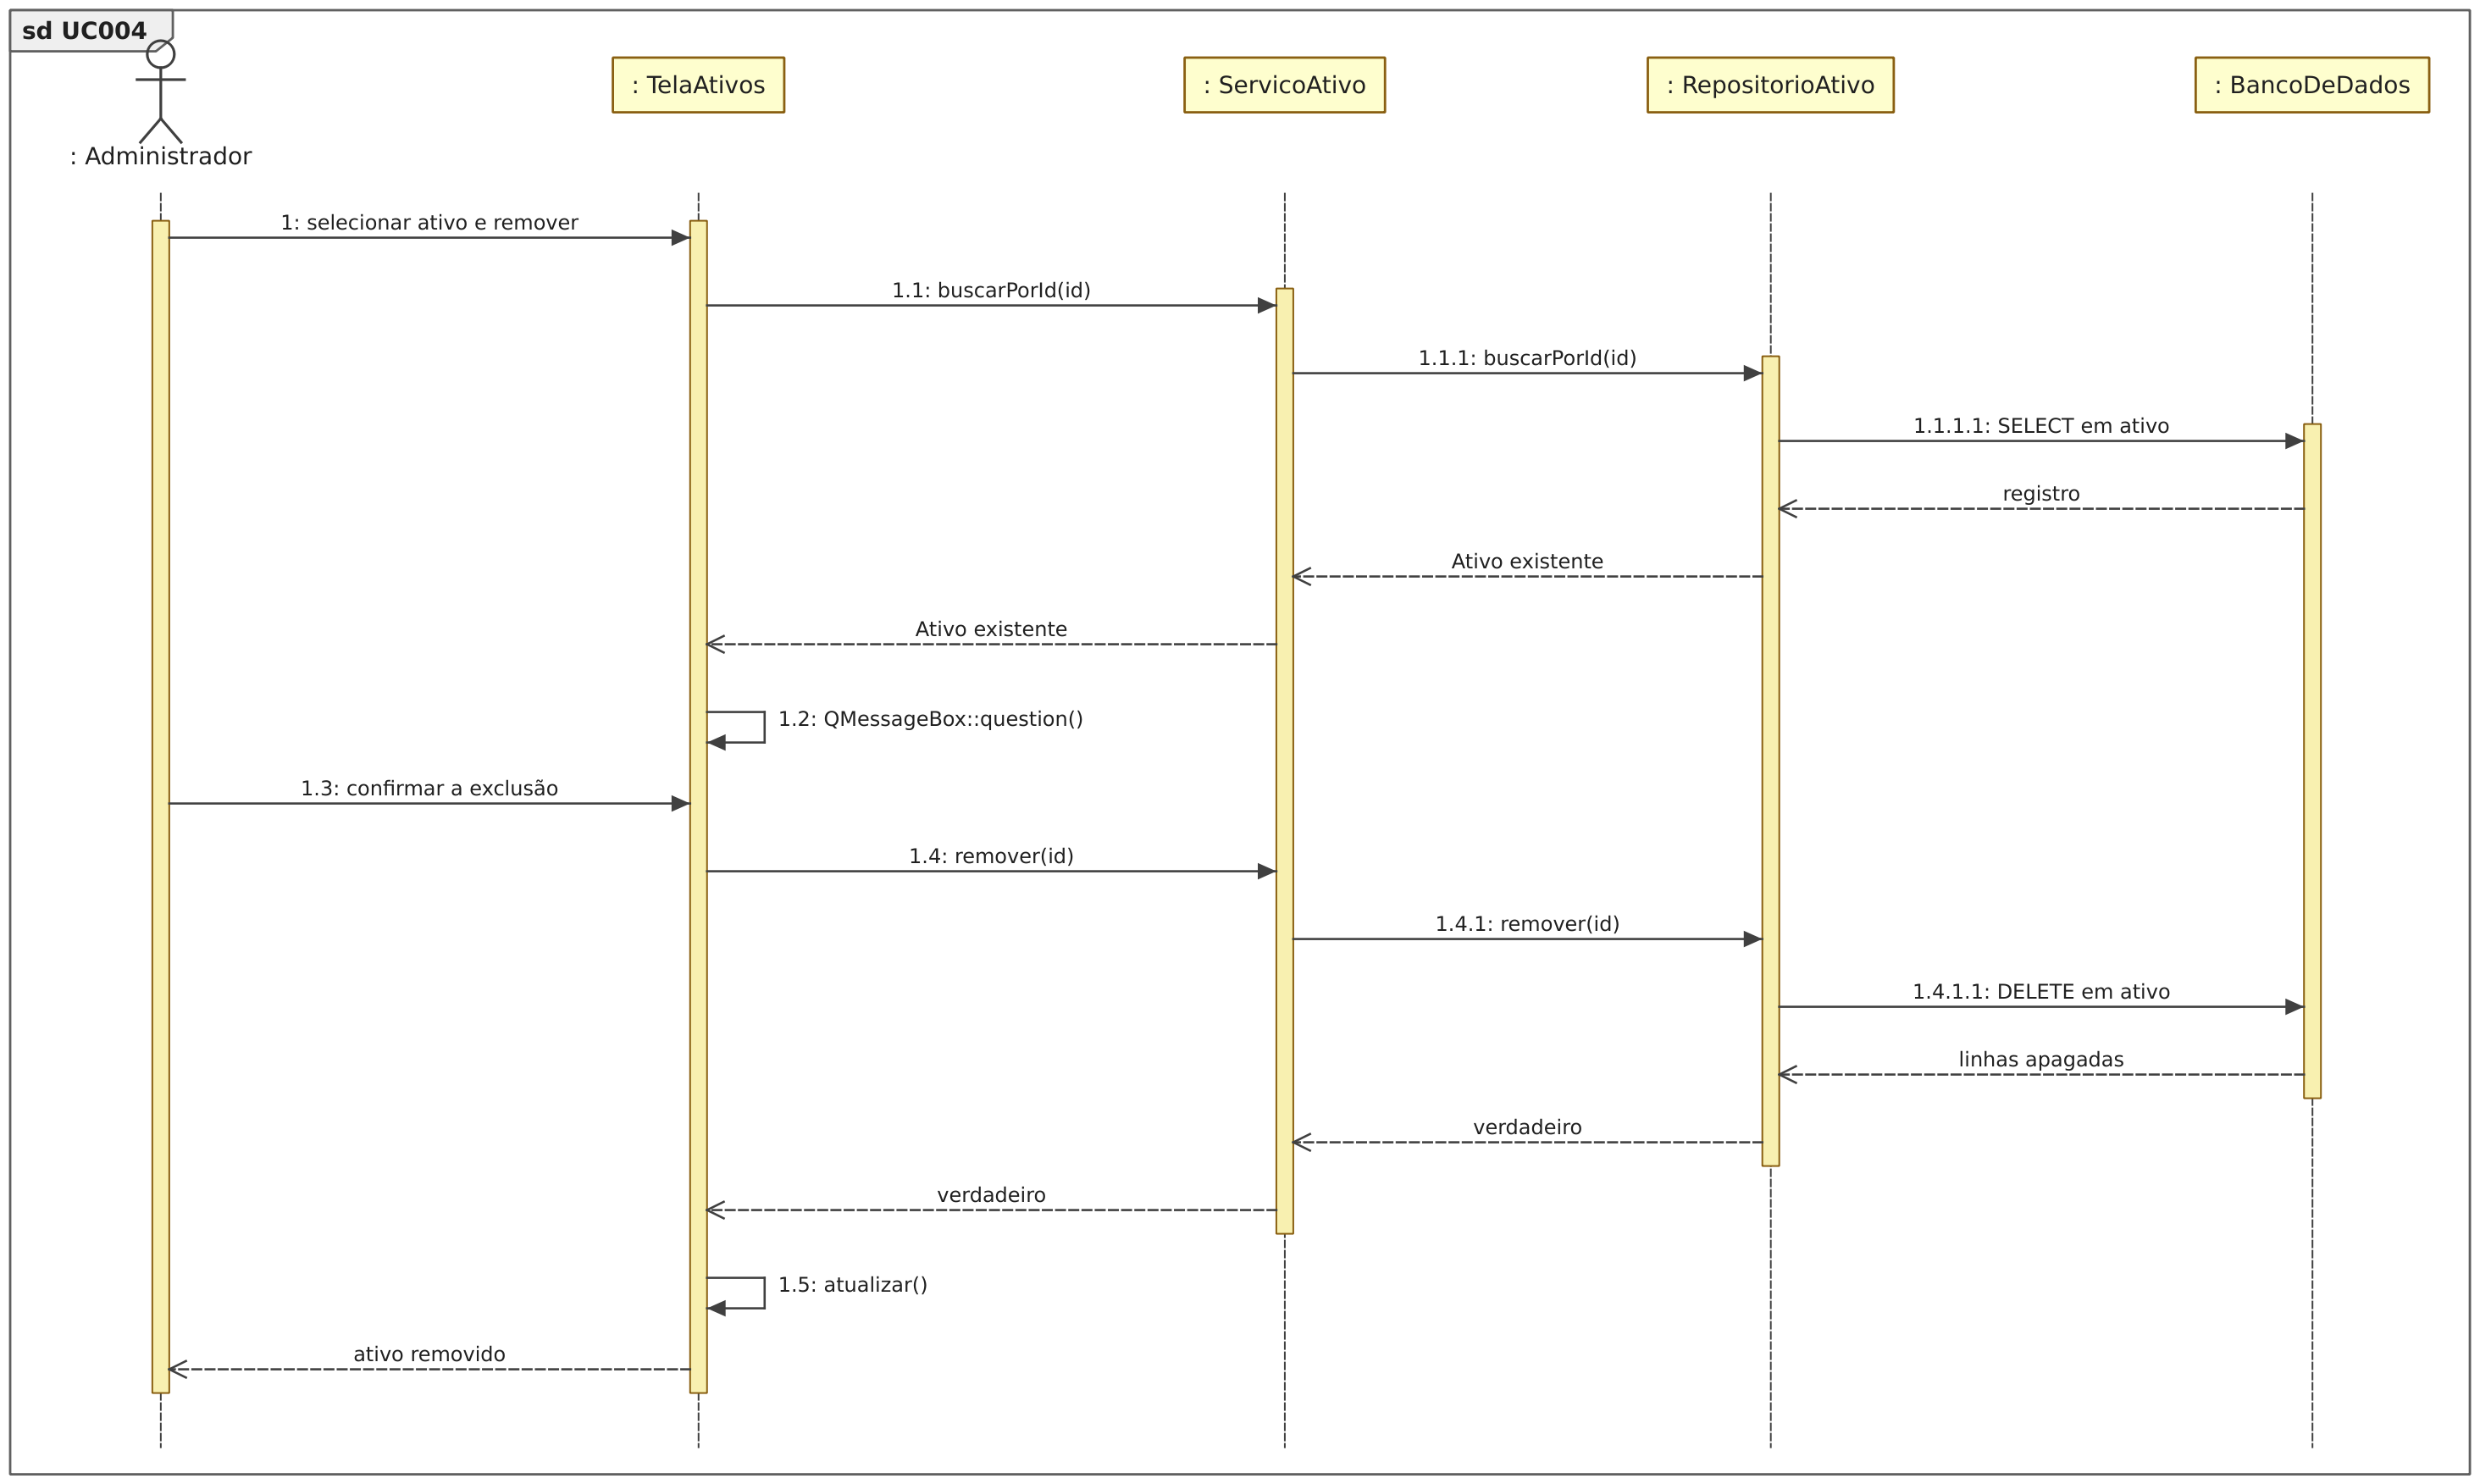 sd UC004
: Administrador
: TelaAtivos
: ServicoAtivo
: RepositorioAtivo
: BancoDeDados
1: selecionar ativo e remover
1.1: buscarPorId(id)
1.1.1: buscarPorId(id)
1.1.1.1: SELECT em ativo
registro
Ativo existente
Ativo existente
1.2: QMessageBox::question()
1.3: confirmar a exclusão
1.4: remover(id)
1.4.1: remover(id)
1.4.1.1: DELETE em ativo
linhas apagadas
verdadeiro
verdadeiro
1.5: atualizar()
ativo removido